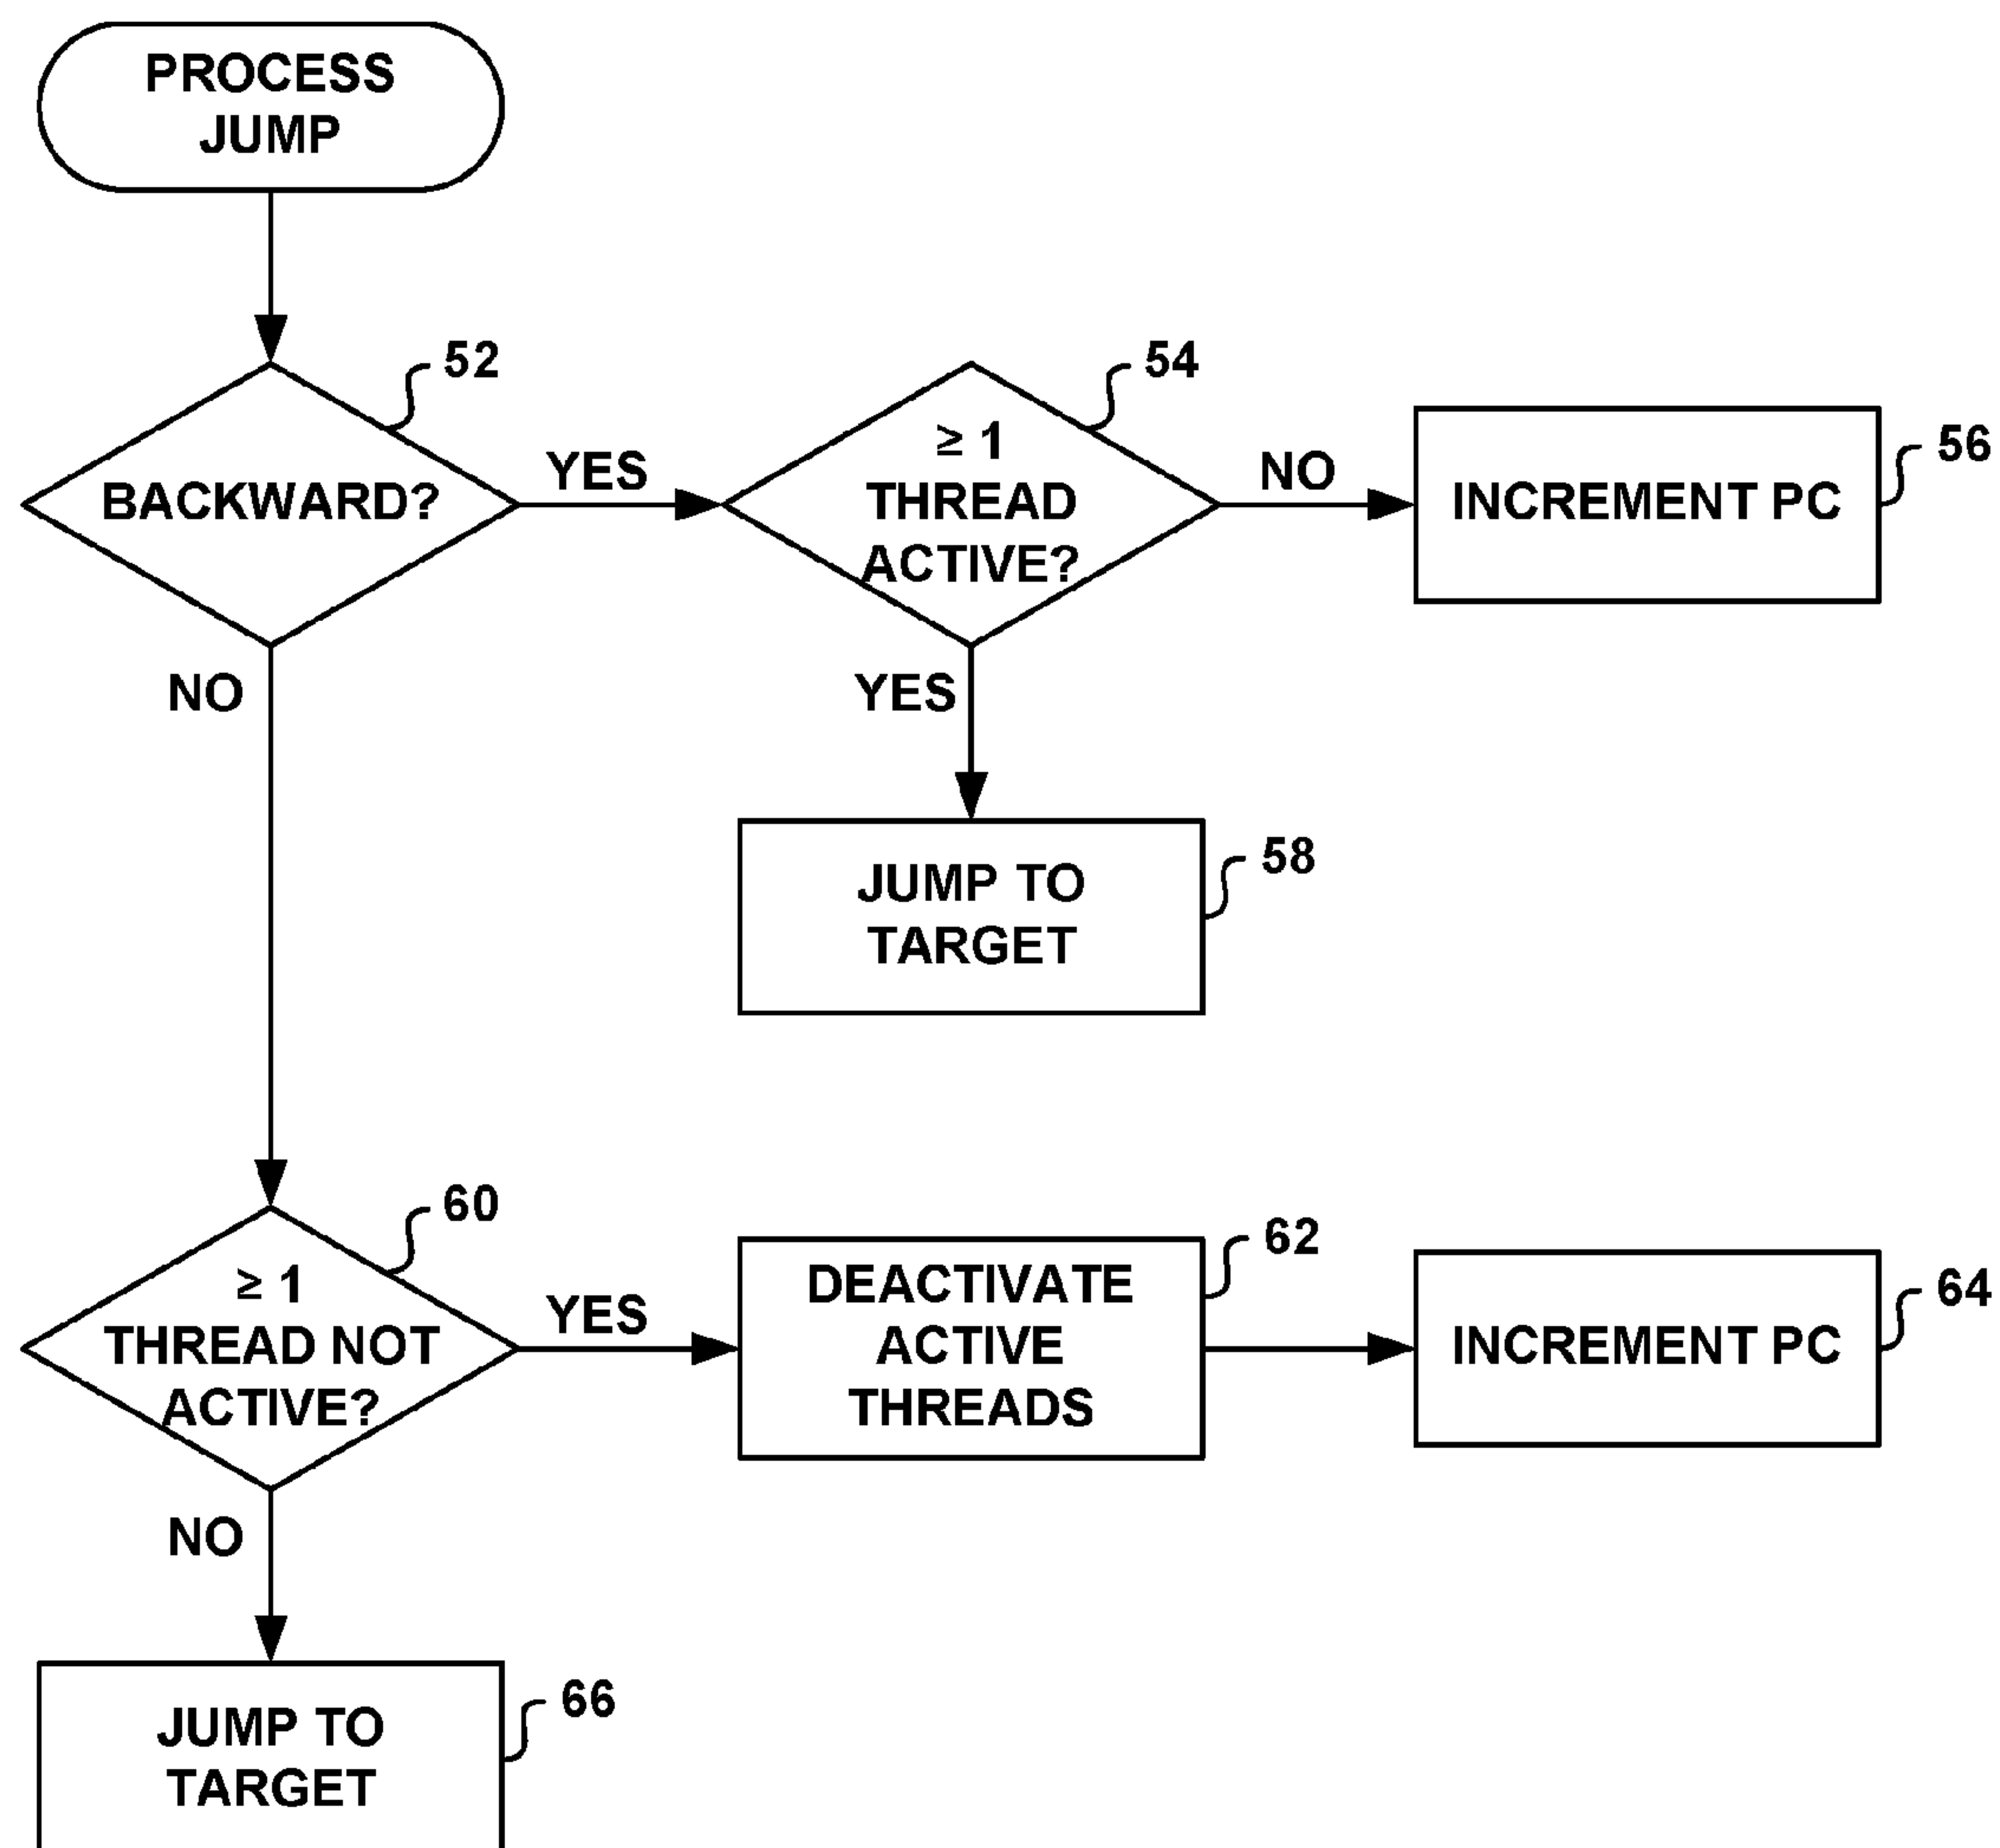 PROCESS
JUMP
52
BACKWARD?
YES
54
≥ 1
THREAD
ACTIVE?
NO
56
INCREMENT PC
NO
YES
58
JUMP TO
TARGET
60
≥ 1
THREAD NOT
ACTIVE?
YES
62
DEACTIVATE
ACTIVE
THREADS
64
INCREMENT PC
NO
66
JUMP TO
TARGET